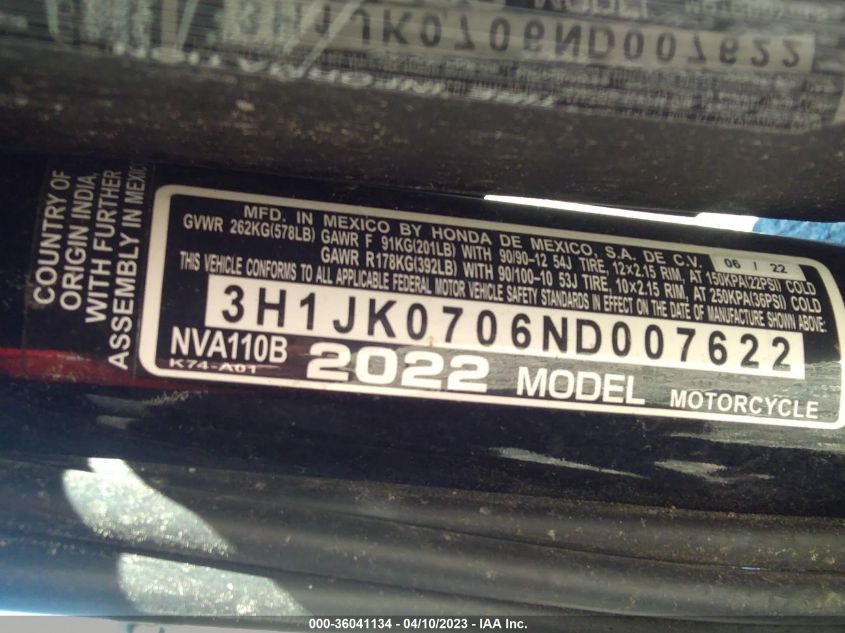 JK0706ND007622
COUNTRY OF
ORIGIN INDIA,
WITH FURTHER
ASSEMBLY IN MEXICO
MFD. IN MEXICO BY HONDA DE MEXICO, S.A. DE C.V. 06 / 22
GVWR 262KG(578LB) GAWR F 91KG(201LB) WITH 90/90-12 54J TIRE, 12×2.15 RIM, AT 150KPA(22PSI) COLD
GAWR R178KG(392LB) WITH 90/100-10 53J TIRE, 10×2.15 RIM, AT 250KPA(36PSI) COLD
THIS VEHICLE CONFORMS TO ALL APPLICABLE FEDERAL MOTOR VEHICLE SAFETY STANDARDS IN EFFECT ON THE DATE OF MANUFACTURE SHOWN ABOVE.
3H1JK0706ND007622
NVA110B
K74-A01
2022 MODEL MOTORCYCLE
000-36041134 - 04/10/2023 - IAA Inc.